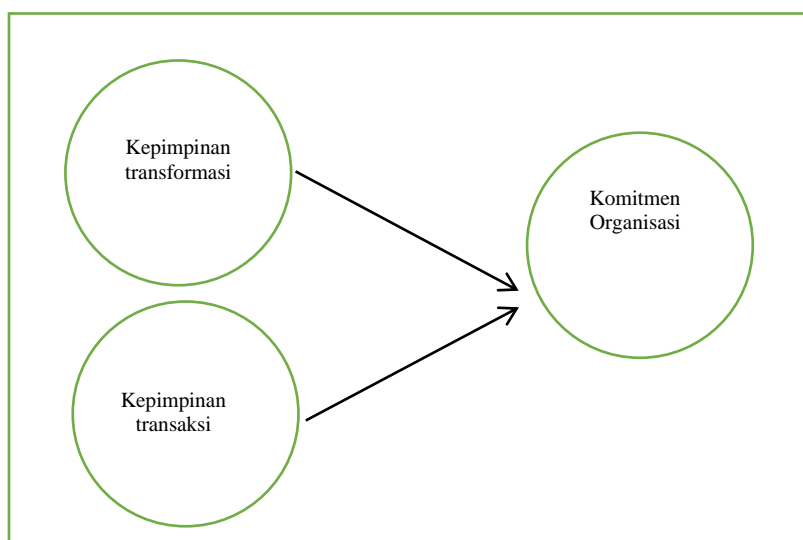 Kepimpinan
transformasi
Komitmen
Organisasi
Kepimpinan
transaksi